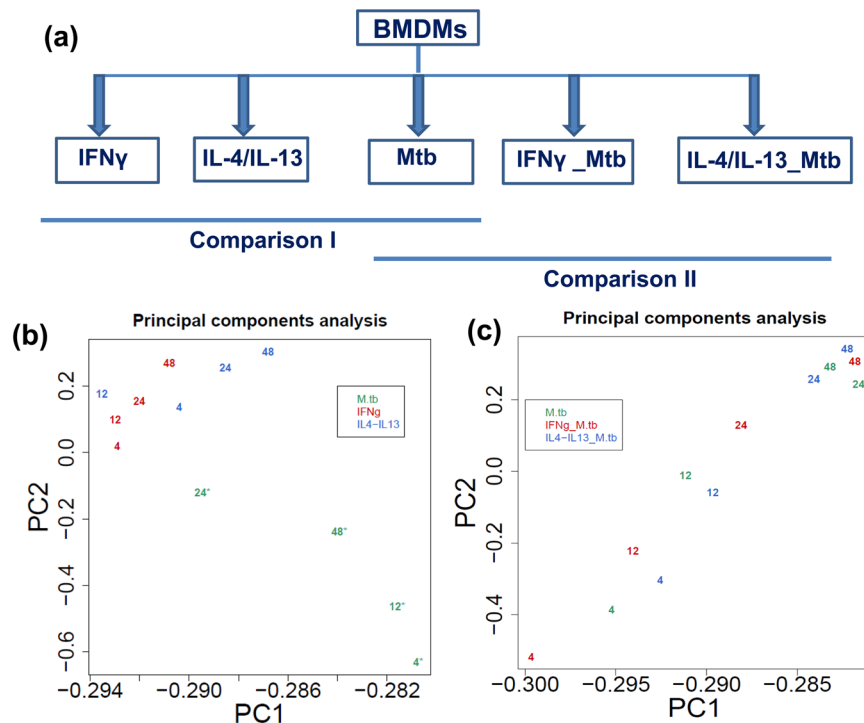 (a)
BMDMs
IFNγ
IL-4/IL-13
Mtb
IFNγ _Mtb
IL-4/IL-13_Mtb
Comparison I
Comparison II
(b)
Principal components analysis
PC2
0.2
0.0
−0.2
−0.4
−0.6
48
48
24
12
24
4
12
4
M.tb
IFNg
IL4−IL13
24*
48*
12*
4*
−0.294
−0.290
−0.286
−0.282
PC1
(c)
Principal components analysis
PC2
0.2
0.0
−0.2
−0.4
48
48
48
24
24
24
M.tb
IFNg_M.tb
IL4−IL13_M.tb
12
12
12
4
4
4
−0.300
−0.295
−0.290
−0.285
PC1